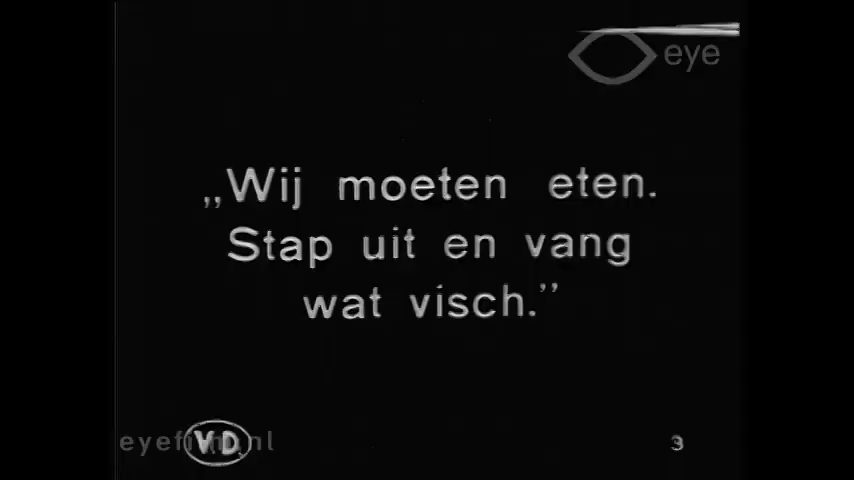 eye
„Wij moeten eten.
Stap uit en vang
wat visch.”
eyefilm.nl
V.D.
3